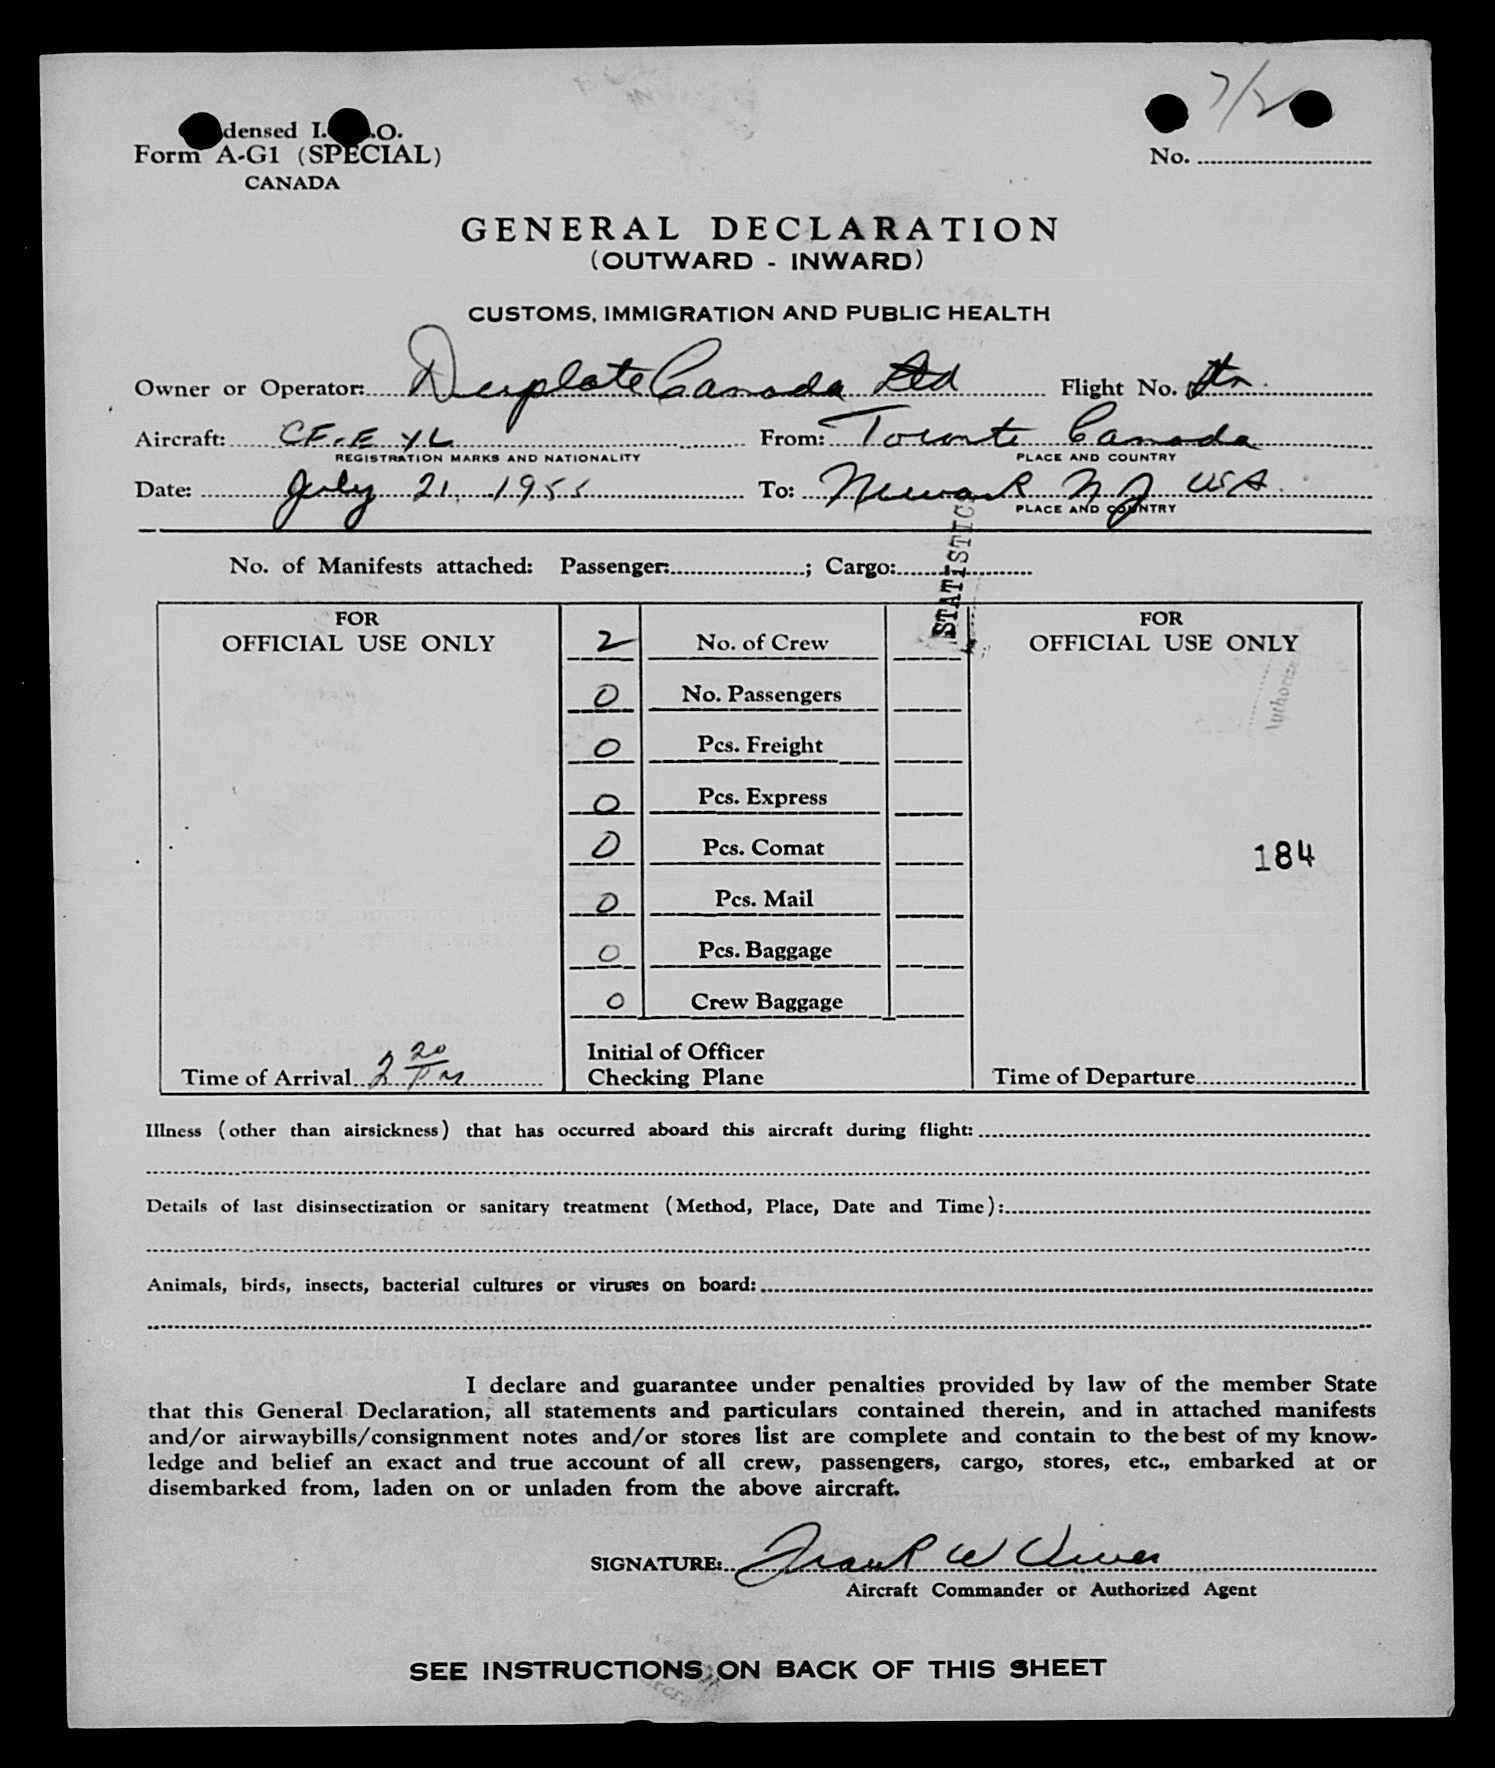 densed I. .O.
Form A-G1 (SPECIAL)
CANADA
7/2
No.
GENERAL DECLARATION
(OUTWARD - INWARD)
CUSTOMS, IMMIGRATION AND PUBLIC HEALTH
Owner or Operator: Canada Ltd Flight No.
Aircraft: CF-EYL From: Toronto Canada
REGISTRATION MARKS AND NATIONALITY PLACE AND COUNTRY
Date: July 21, 1955 To: Newark NJ USA
PLACE AND COUNTRY
No. of Manifests attached: Passenger: ; Cargo:
STATISTICS
FOR
OFFICIAL USE ONLY
2 No. of Crew
0 No. Passengers
0 Pcs. Freight
0 Pcs. Express
0 Pcs. Comat
0 Pcs. Mail
0 Pcs. Baggage
0 Crew Baggage
FOR
OFFICIAL USE ONLY
Authorize
184
Time of Arrival 2 20 PM
Initial of Officer
Checking Plane
Time of Departure
Illness (other than airsickness) that has occurred aboard this aircraft during flight:
Details of last disinsectization or sanitary treatment (Method, Place, Date and Time):
Animals, birds, insects, bacterial cultures or viruses on board:
I declare and guarantee under penalties provided by law of the member State
that this General Declaration, all statements and particulars contained therein, and in attached manifests
and/or airwaybills/consignment notes and/or stores list are complete and contain to the best of my know-
ledge and belief an exact and true account of all crew, passengers, cargo, stores, etc., embarked at or
disembarked from, laden on or unladen from the above aircraft.
SIGNATURE: Frank W
Aircraft Commander or Authorized Agent
SEE INSTRUCTIONS ON BACK OF THIS SHEET